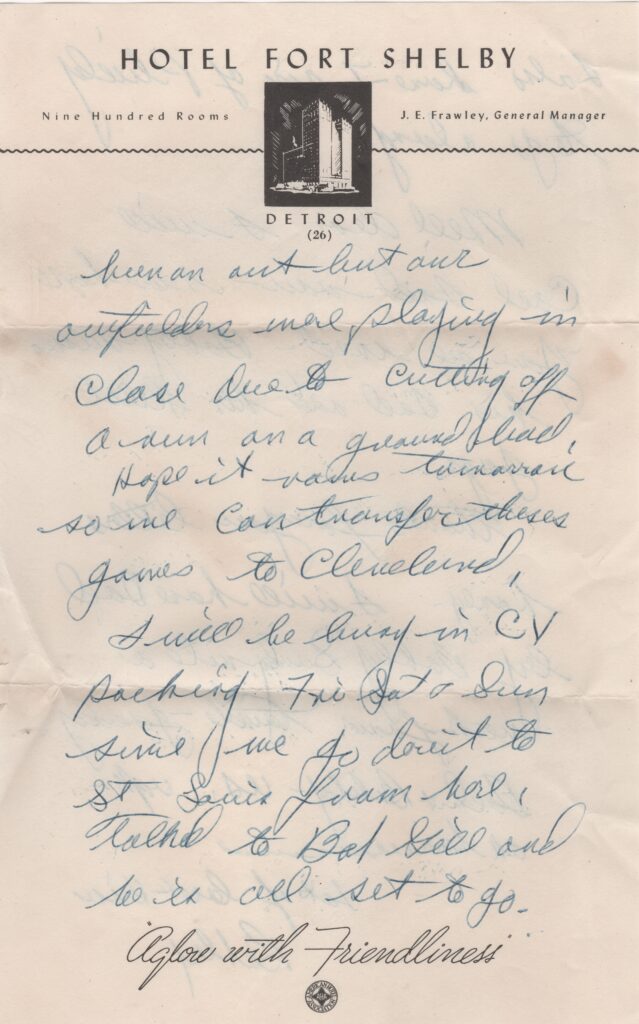 HOTEL FORT SHELBY
Nine Hundred Rooms
J. E. Frawley, General Manager
DETROIT
(26)
been an out but our
outfielders were playing in
close due to cutting off
a run on a ground ball.
Hope it rains tomorrow
so we can transfer theses
games to Cleveland.
I will be busy in CV
packing Fri Sat & Sun
since we go direct to
St Louis from here.
Talked to Bob Gill and
he is all set to go.
"Aglow with Friendliness"